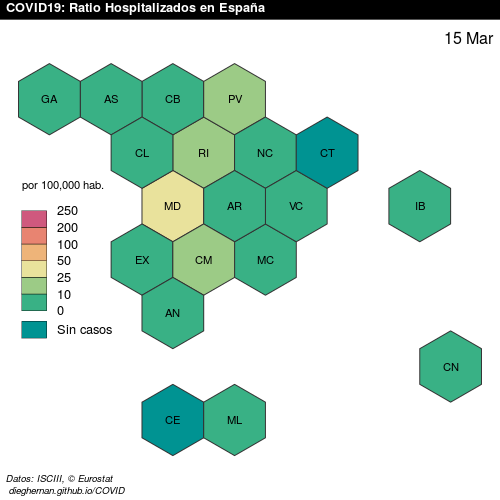 COVID19: Ratio Hospitalizados en España
15 Mar
GA AS CB PV
CL RI NC CT
por 100,000 hab.
MD AR VC IB
250
200
100
50
25
10
0
Sin casos
EX CM MC
AN
CN
CE ML
Datos: ISCIII, © Eurostat
dieghernan.github.io/COVID